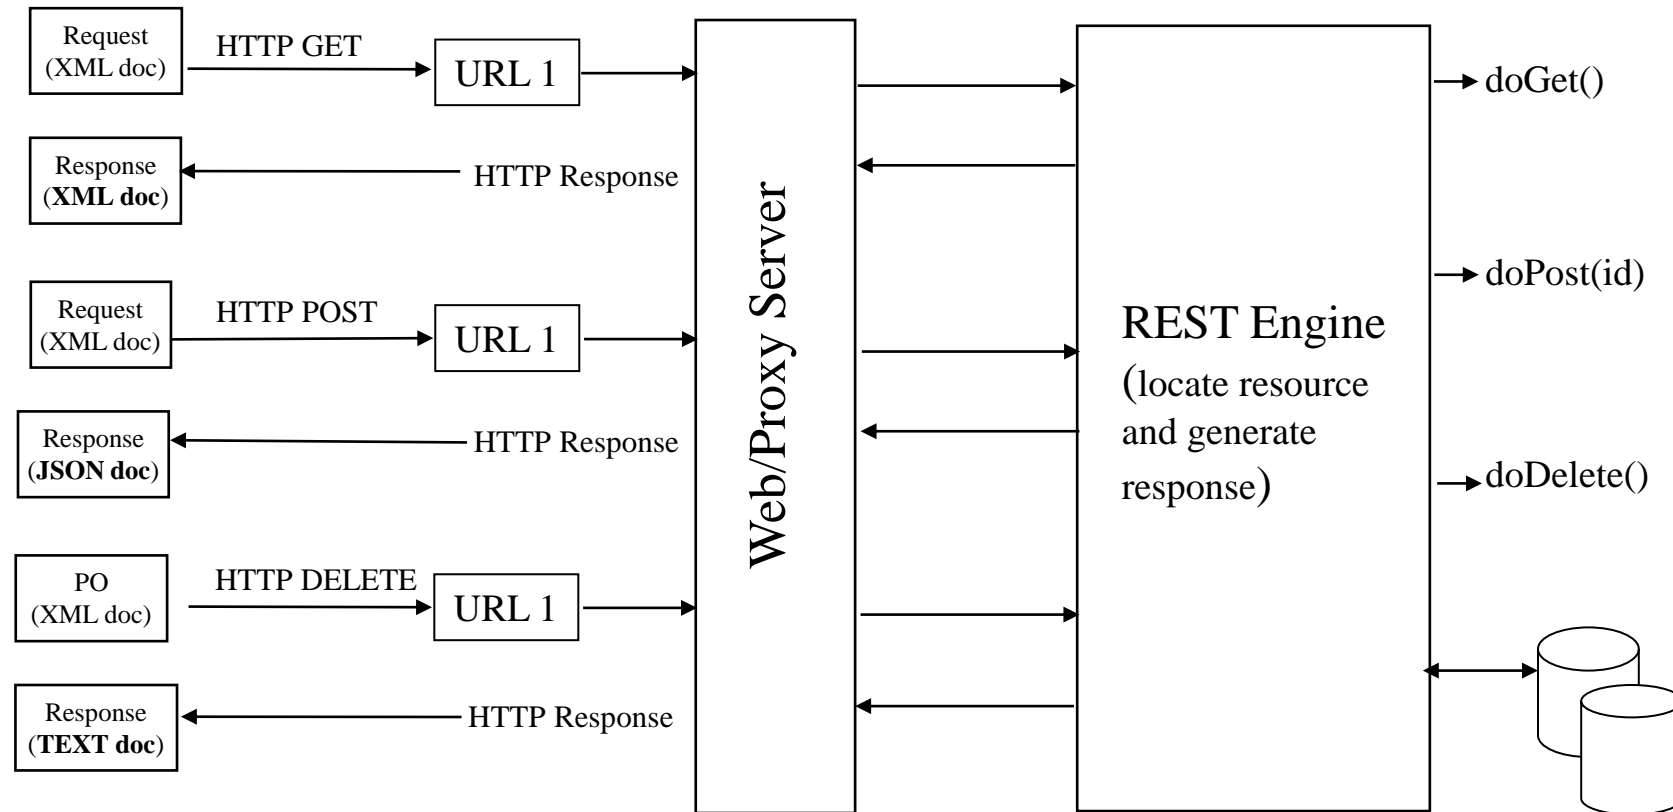 Request
(XML doc)
HTTP GET
URL 1
doGet()
Response
(XML doc)
HTTP Response
Request
(XML doc)
HTTP POST
URL 1
doPost(id)
Response
(JSON doc)
HTTP Response
Web/Proxy Server
REST Engine
(locate resource
and generate
response)
doDelete()
PO
(XML doc)
HTTP DELETE
URL 1
Response
(TEXT doc)
HTTP Response